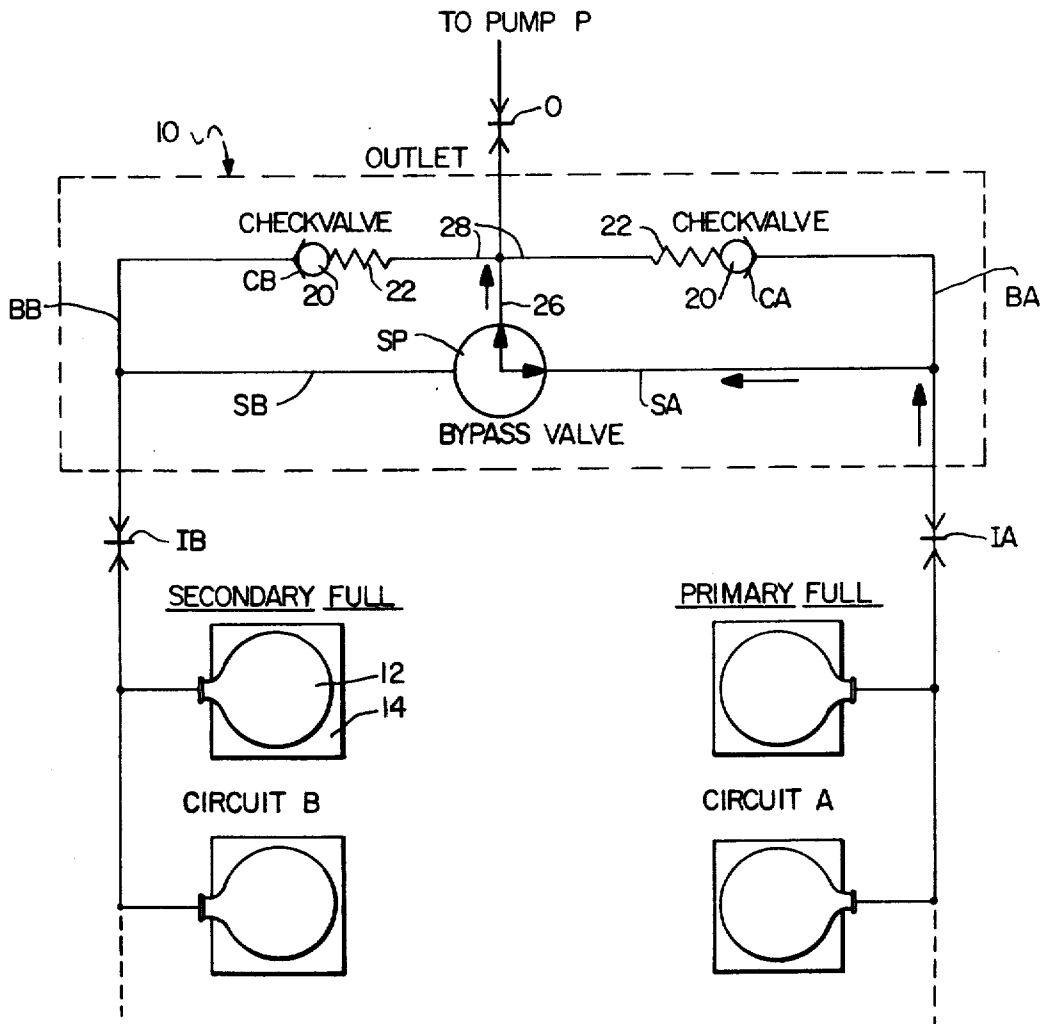 TO PUMP P
O
10
OUTLET
CHECKVALVE
28
22
CHECKVALVE
CB
20
22
20
CA
BB
26
BA
SP
SB
SA
BYPASS VALVE
IB
IA
SECONDARY FULL
PRIMARY FULL
12
14
CIRCUIT B
CIRCUIT A